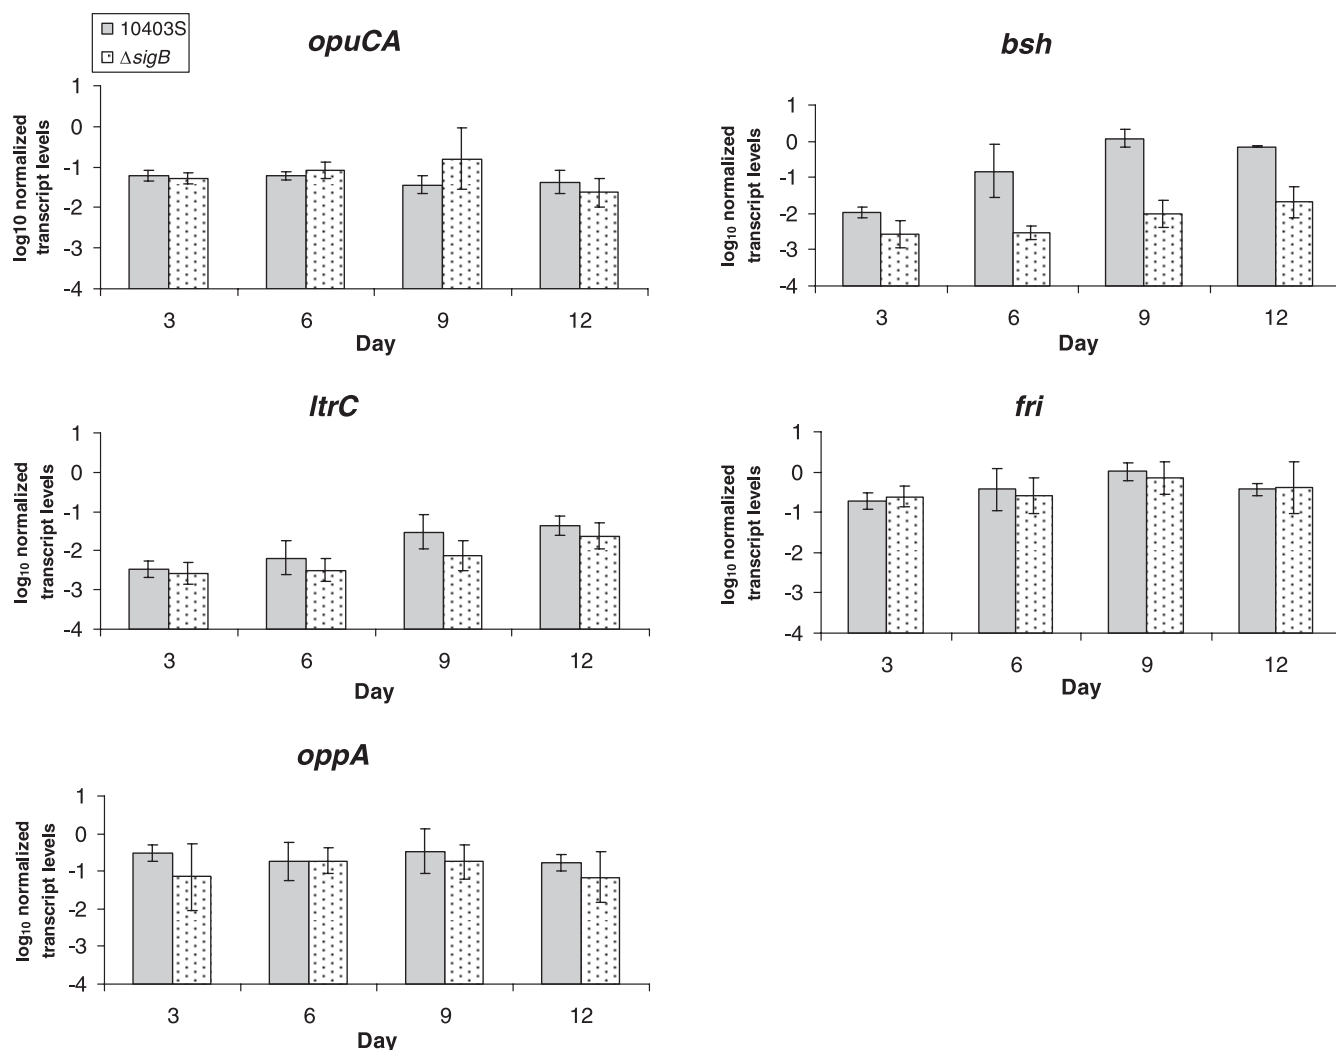 10403S
ΔsigB
opuCA
log10 normalized
transcript levels
1
0
-1
-2
-3
-4
3 6 9 12
Day
bsh
log₁₀ normalized
transcript levels
1
0
-1
-2
-3
-4
3 6 9 12
Day
ltrC
log₁₀ normalized
transcript levels
1
0
-1
-2
-3
-4
3 6 9 12
Day
fri
log₁₀ normalized
transcript levels
1
0
-1
-2
-3
-4
3 6 9 12
Day
oppA
log₁₀ normalized
transcript levels
1
0
-1
-2
-3
-4
3 6 9 12
Day